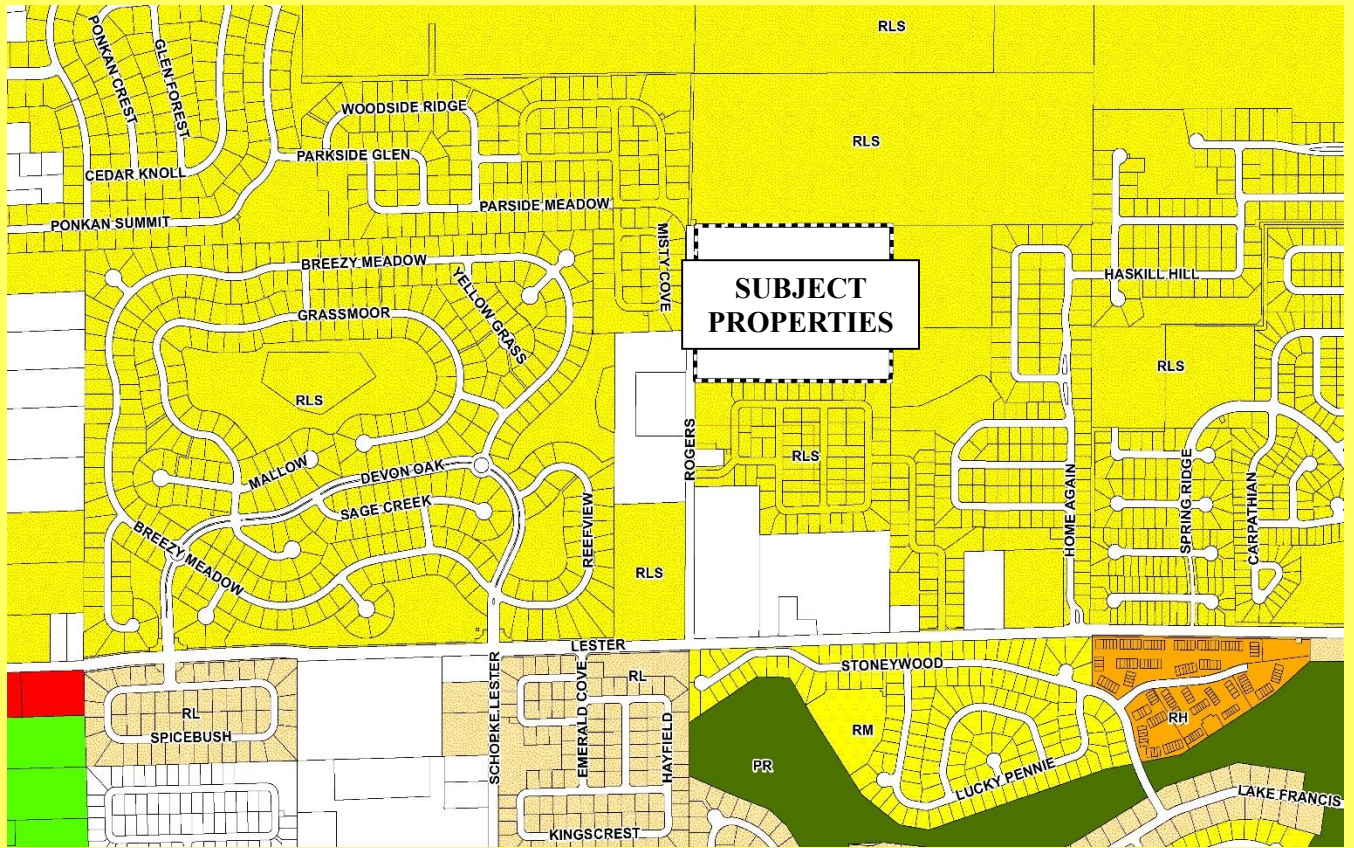 RLS
PONKAN CREST
GLEN FOREST
WOODSIDE RIDGE
RLS
PARKSIDE GLEN
CEDAR KNOLL
PARSIDE MEADOW
PONKAN SUMMIT
MISTY COVE
BREEZY MEADOW
HASKILL HILL
YELLOW GRASS
SUBJECT
PROPERTIES
GRASSMOOR
RLS
RLS
ROGERS
RLS
MALLOW
DEVON OAK
SAGE CREEK
REEFVIEW
HOME AGAIN
SPRING RIDGE
CARPATHIAN
BREEZY MEADOW
RLS
LESTER
STONEYWOOD
SCHOPKE LESTER
EMERALD COVE
RL
HAYFIELD
RL
SPICEBUSH
RM
RH
PR
LUCKY PENNIE
LAKE FRANCIS
KINGSCREST